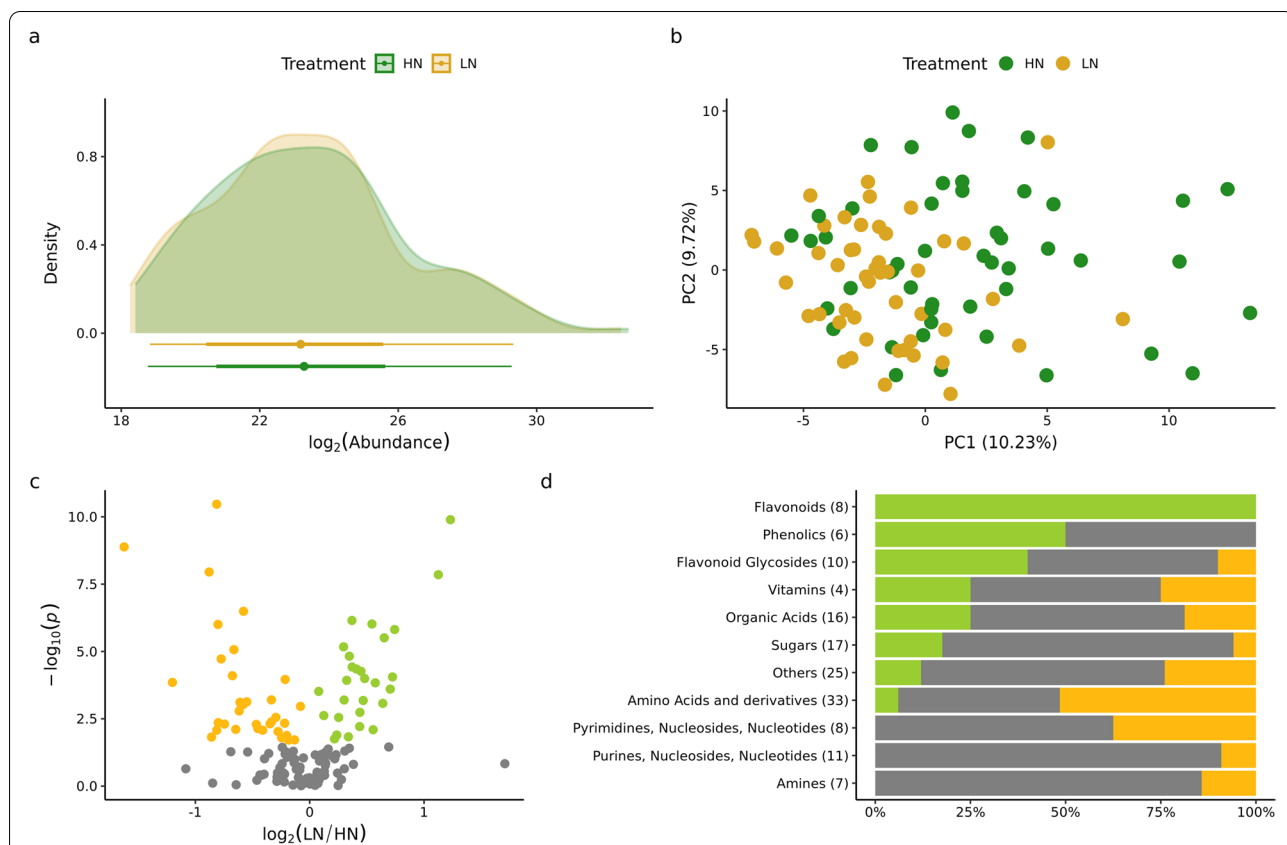 a
Treatment HN LN
Density
0.8
0.4
0.0
18 22 26 30
log₂(Abundance)
b
Treatment HN LN
PC2 (9.72%)
10
5
0
-5
-5 0 5 10
PC1 (10.23%)
c
−log₁₀(p)
10.0
7.5
5.0
2.5
0.0
-1 0 1
log₂(LN/HN)
d
Flavonoids (8)
Phenolics (6)
Flavonoid Glycosides (10)
Vitamins (4)
Organic Acids (16)
Sugars (17)
Others (25)
Amino Acids and derivatives (33)
Pyrimidines, Nucleosides, Nucleotides (8)
Purines, Nucleosides, Nucleotides (11)
Amines (7)
0% 25% 50% 75% 100%